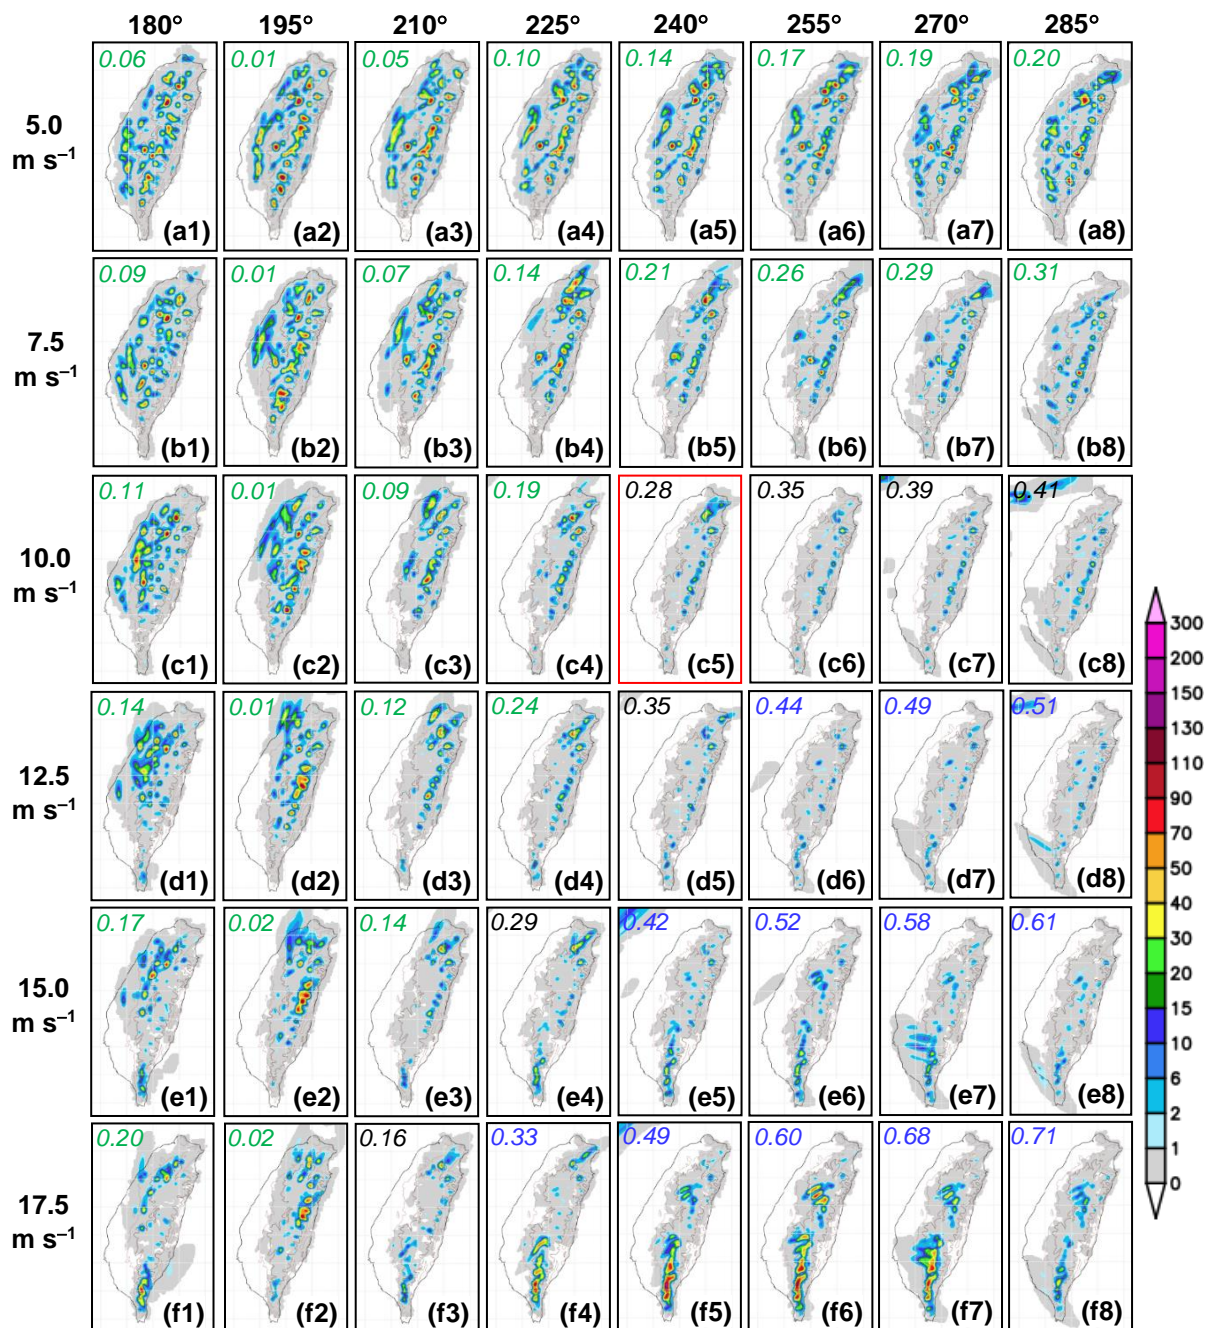 180° 195° 210° 225° 240° 255° 270° 285°
0.06 0.01 0.05 0.10 0.14 0.17 0.19 0.20
5.0
m s⁻¹
(a1) (a2) (a3) (a4) (a5) (a6) (a7) (a8)
0.09 0.01 0.07 0.14 0.21 0.26 0.29 0.31
7.5
m s⁻¹
(b1) (b2) (b3) (b4) (b5) (b6) (b7) (b8)
0.11 0.01 0.09 0.19 0.28 0.35 0.39 0.41
10.0
m s⁻¹
(c1) (c2) (c3) (c4) (c5) (c6) (c7) (c8)
0.14 0.01 0.12 0.24 0.35 0.44 0.49 0.51
12.5
m s⁻¹
(d1) (d2) (d3) (d4) (d5) (d6) (d7) (d8)
0.17 0.02 0.14 0.29 0.42 0.52 0.58 0.61
15.0
m s⁻¹
(e1) (e2) (e3) (e4) (e5) (e6) (e7) (e8)
0.20 0.02 0.16 0.33 0.49 0.60 0.68 0.71
17.5
m s⁻¹
(f1) (f2) (f3) (f4) (f5) (f6) (f7) (f8)
300
200
150
130
110
90
70
50
40
30
20
15
10
6
2
1
0